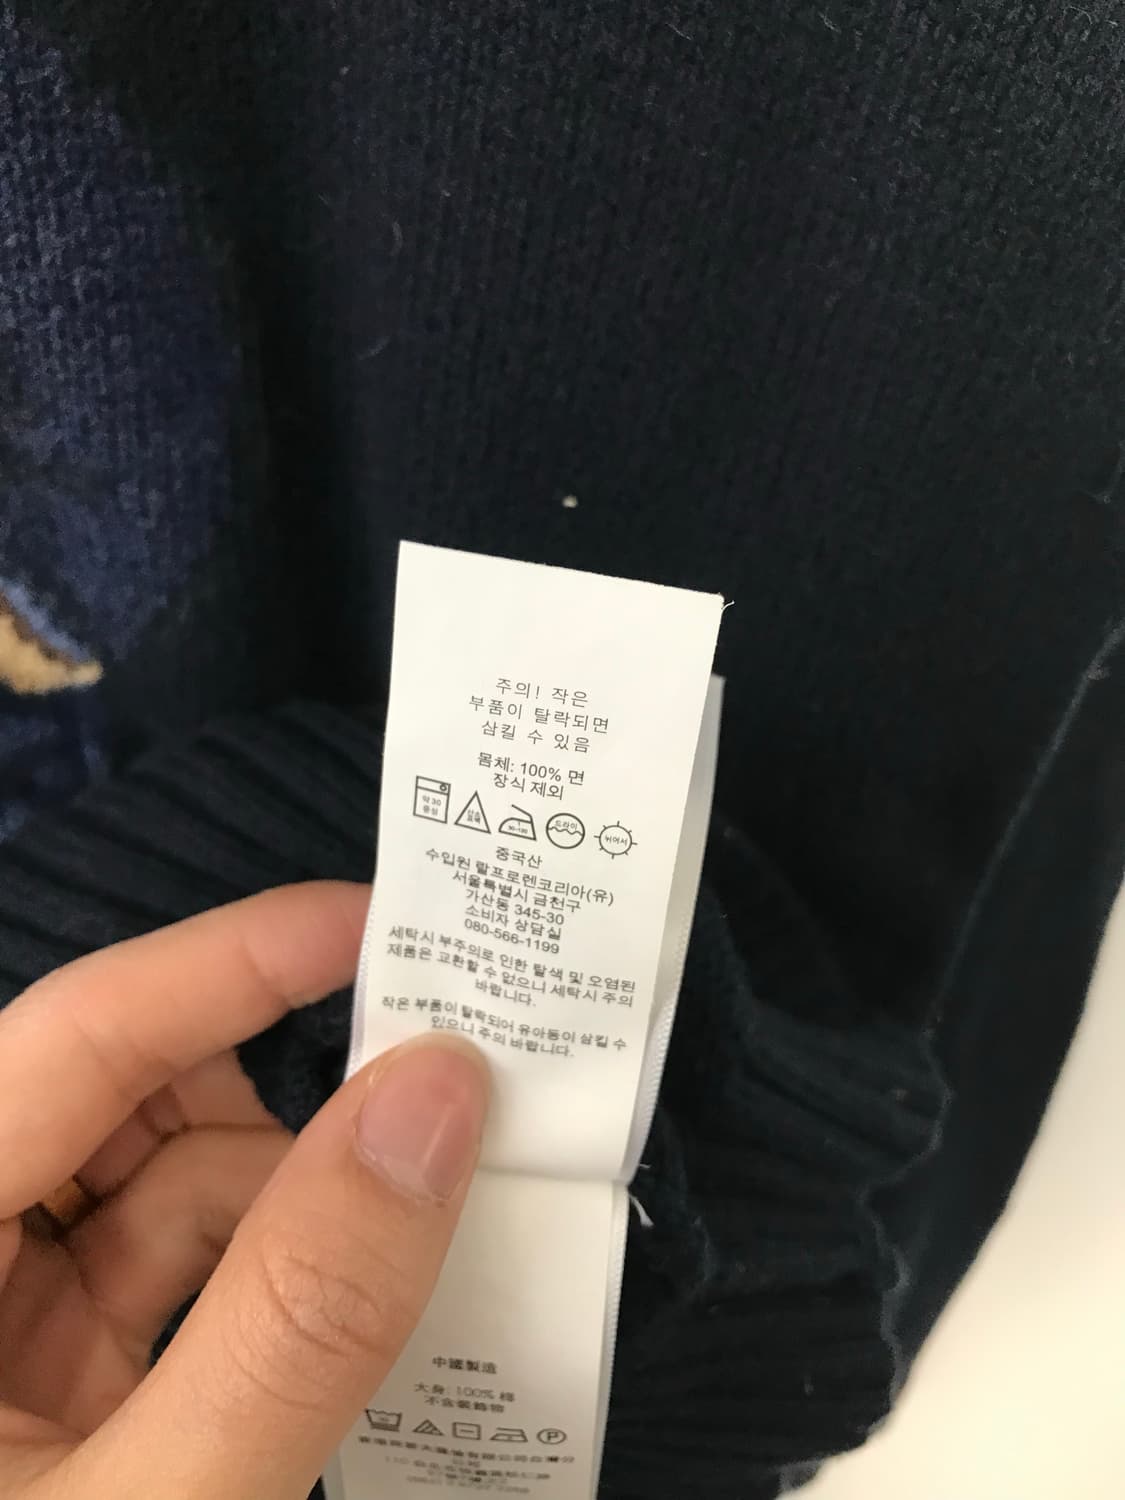 주의! 작은
부품이 탈락되면
삼킬 수 있음
몸체: 100% 면
장식 제외
약 30
중성
산소
표백
드라이
뉘어서
중국산
수입원 랄프로렌코리아(유)
서울특별시 금천구
가산동 345-30
소비자 상담실
080-566-1199
세탁시 부주의로 인한 탈색 및 오염된
제품은 교환할 수 없으니 세탁시 주의
바랍니다.
작은 부품이 탈락되어 유아동이 삼킬 수
있으니 주의 바랍니다.
中國製造
大身: 100% 棉
不含裝飾物
P